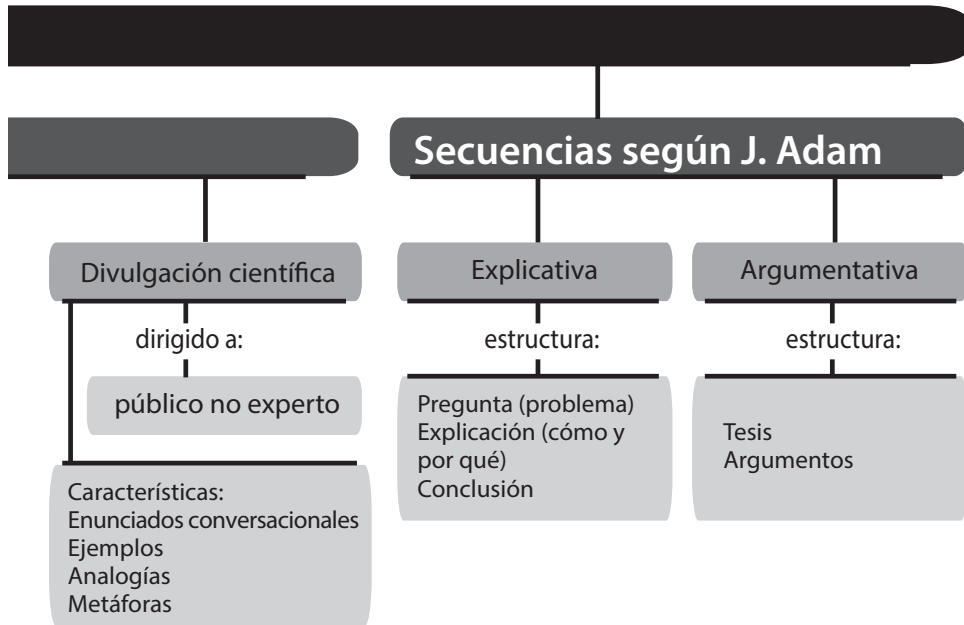 Secuencias según J. Adam
Divulgación científica
dirigido a:
público no experto
Características:
Enunciados conversacionales
Ejemplos
Analogías
Metáforas
Explicativa
estructura:
Pregunta (problema)
Explicación (cómo y
por qué)
Conclusión
Argumentativa
estructura:
Tesis
Argumentos